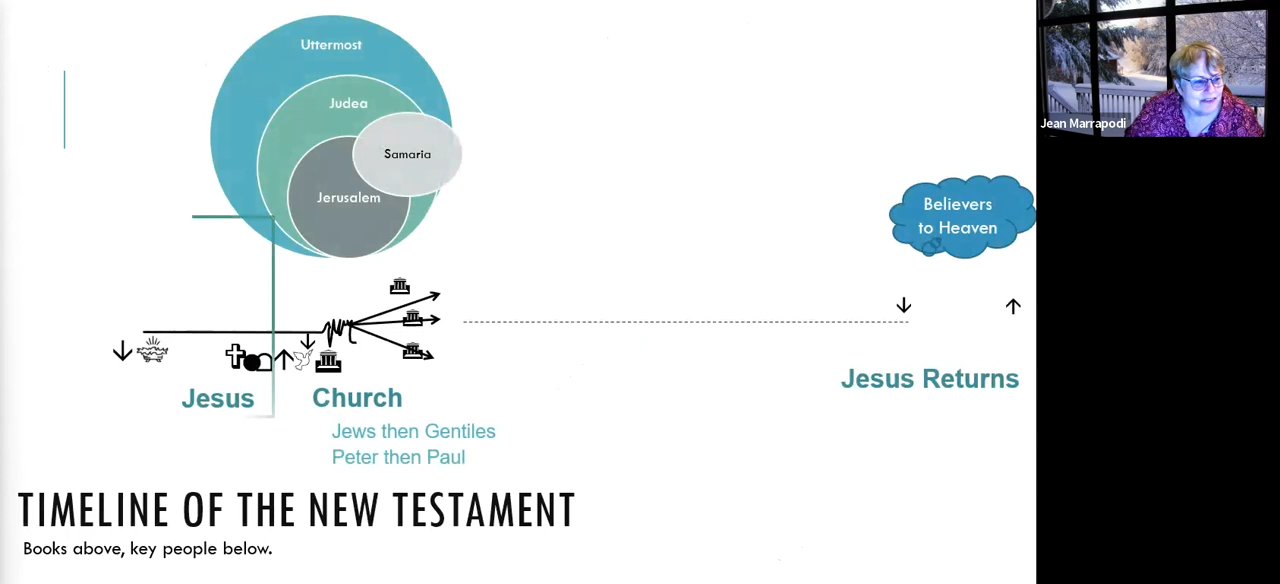 Uttermost
Judea
Samaria
Jerusalem
Jean Marrapodi
Believers
to Heaven
Jesus Returns
Jesus
Church
Jews then Gentiles
Peter then Paul
TIMELINE OF THE NEW TESTAMENT
Books above, key people below.